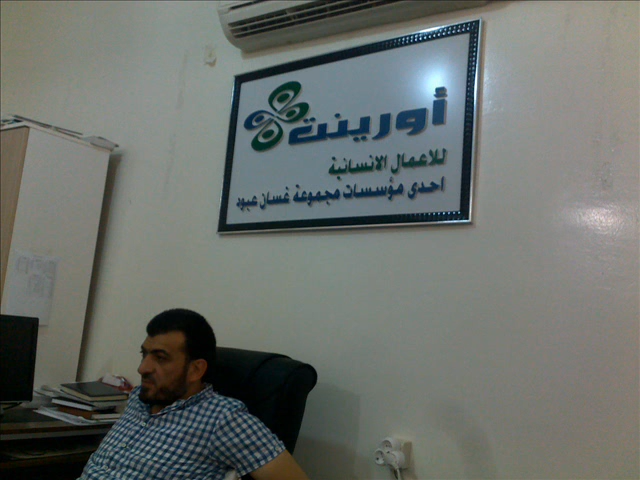 أورينت
للاعمال الانسانية
احدى مؤسسات مجموعة غسان عبود